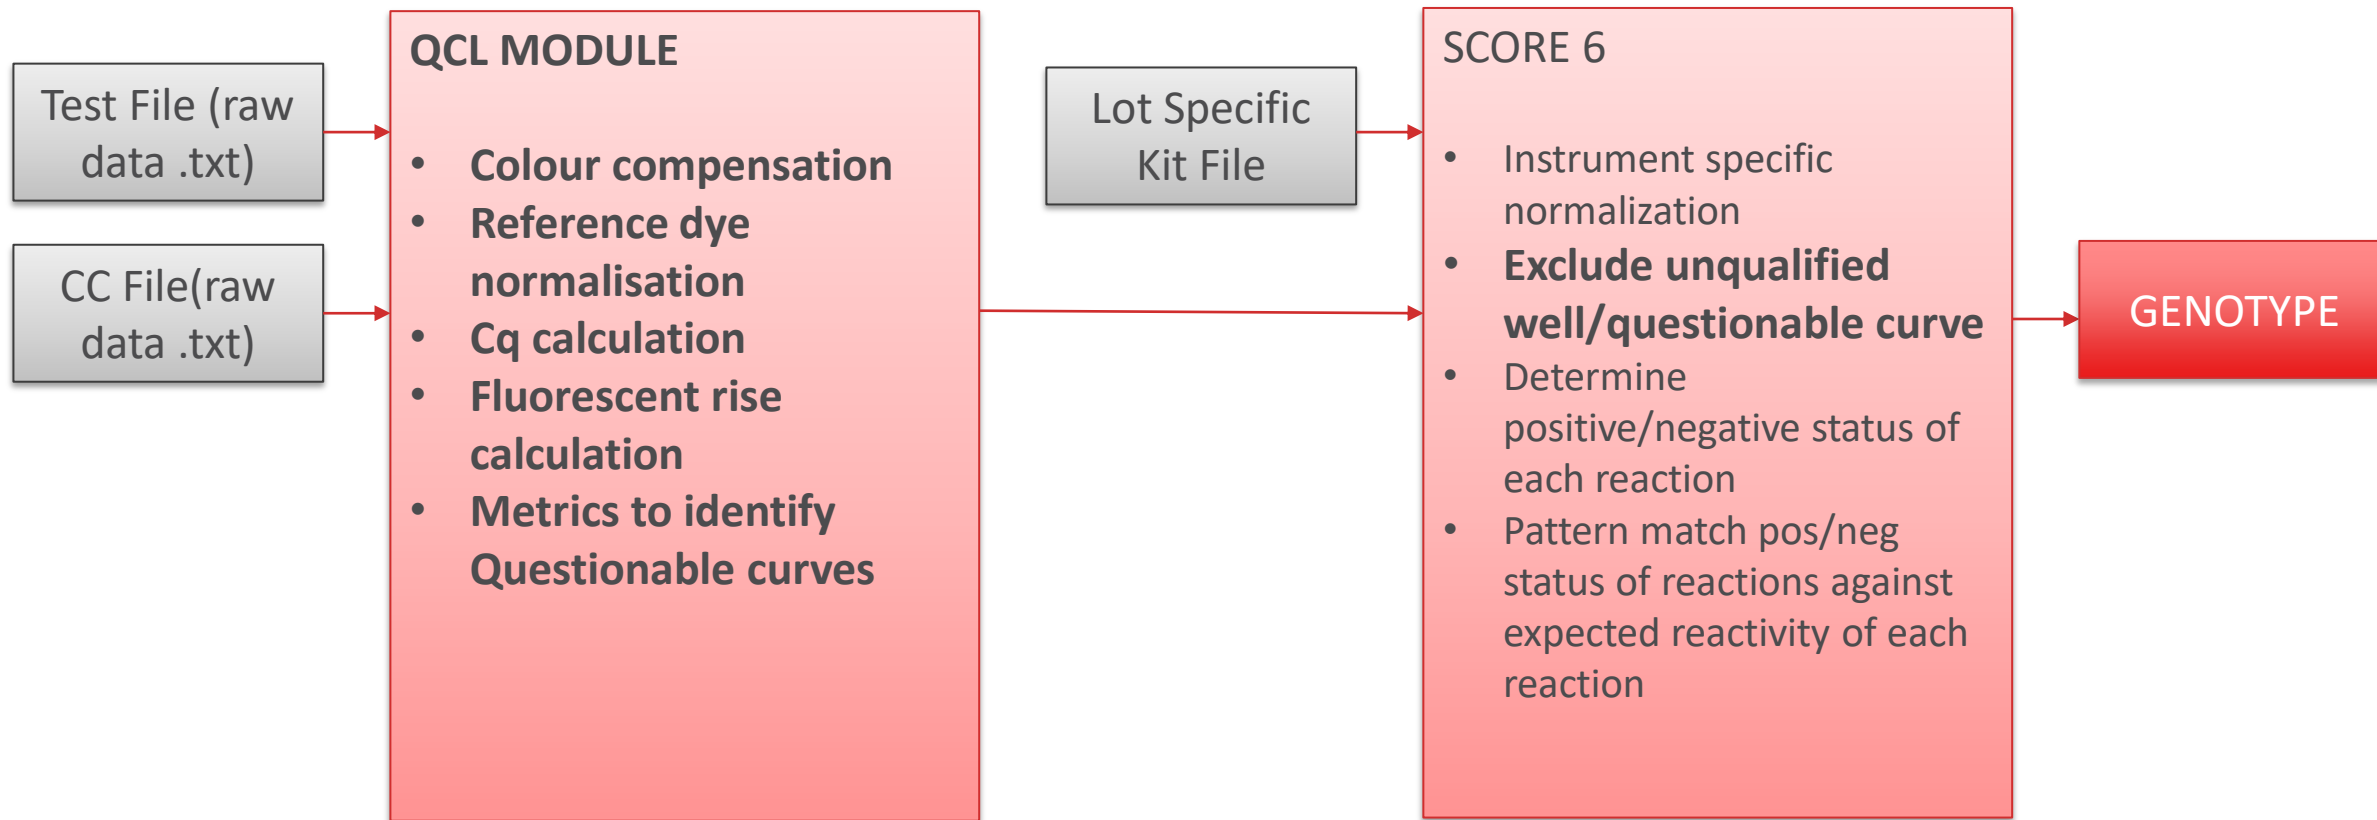 Test File (raw
data .txt)
CC File(raw
data .txt)
QCL MODULE
• Colour compensation
• Reference dye
normalisation
• Cq calculation
• Fluorescent rise
calculation
• Metrics to identify
Questionable curves
Lot Specific
Kit File
SCORE 6
• Instrument specific
normalization
• Exclude unqualified
well/questionable curve
• Determine
positive/negative status of
each reaction
• Pattern match pos/neg
status of reactions against
expected reactivity of each
reaction
GENOTYPE